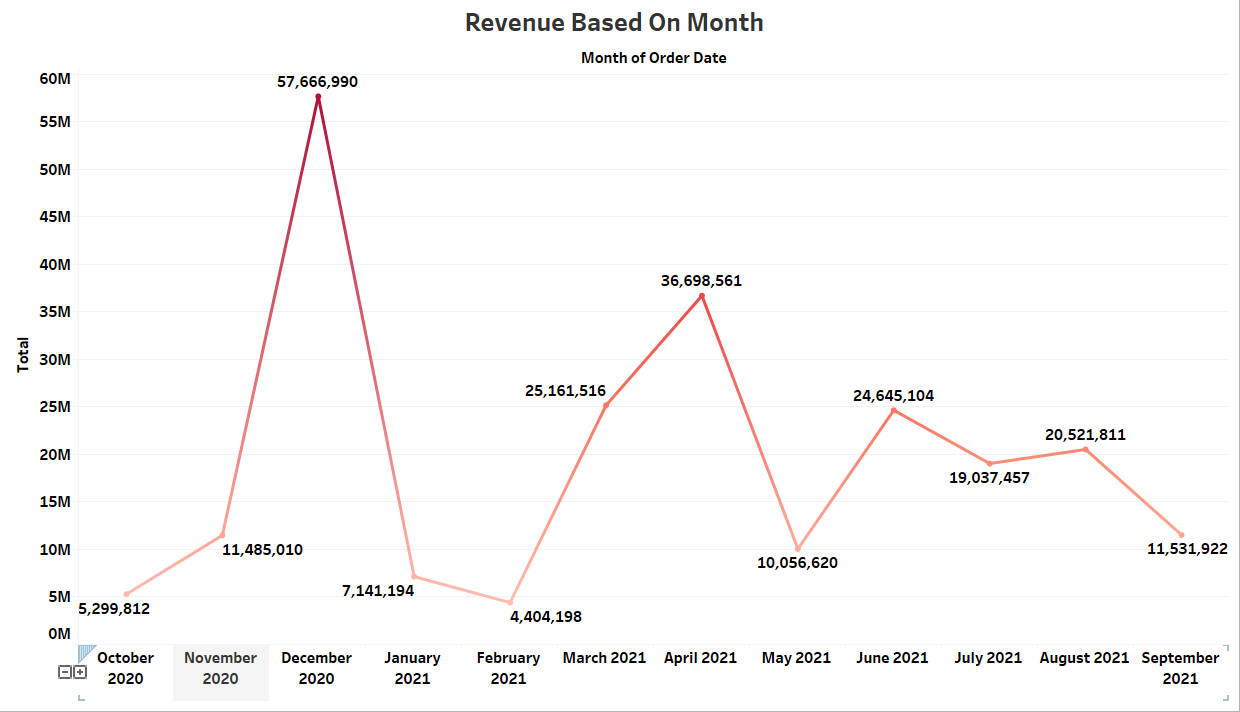 Revenue Based On Month
Month of Order Date
60M
55M
50M
45M
40M
35M
30M
25M
20M
15M
10M
5M
0M
Total
57,666,990
36,698,561
25,161,516
24,645,104
20,521,811
19,037,457
11,485,010
10,056,620
11,531,922
7,141,194
5,299,812
4,404,198
October 2020
November 2020
December 2020
January 2021
February 2021
March 2021
April 2021
May 2021
June 2021
July 2021
August 2021
September 2021